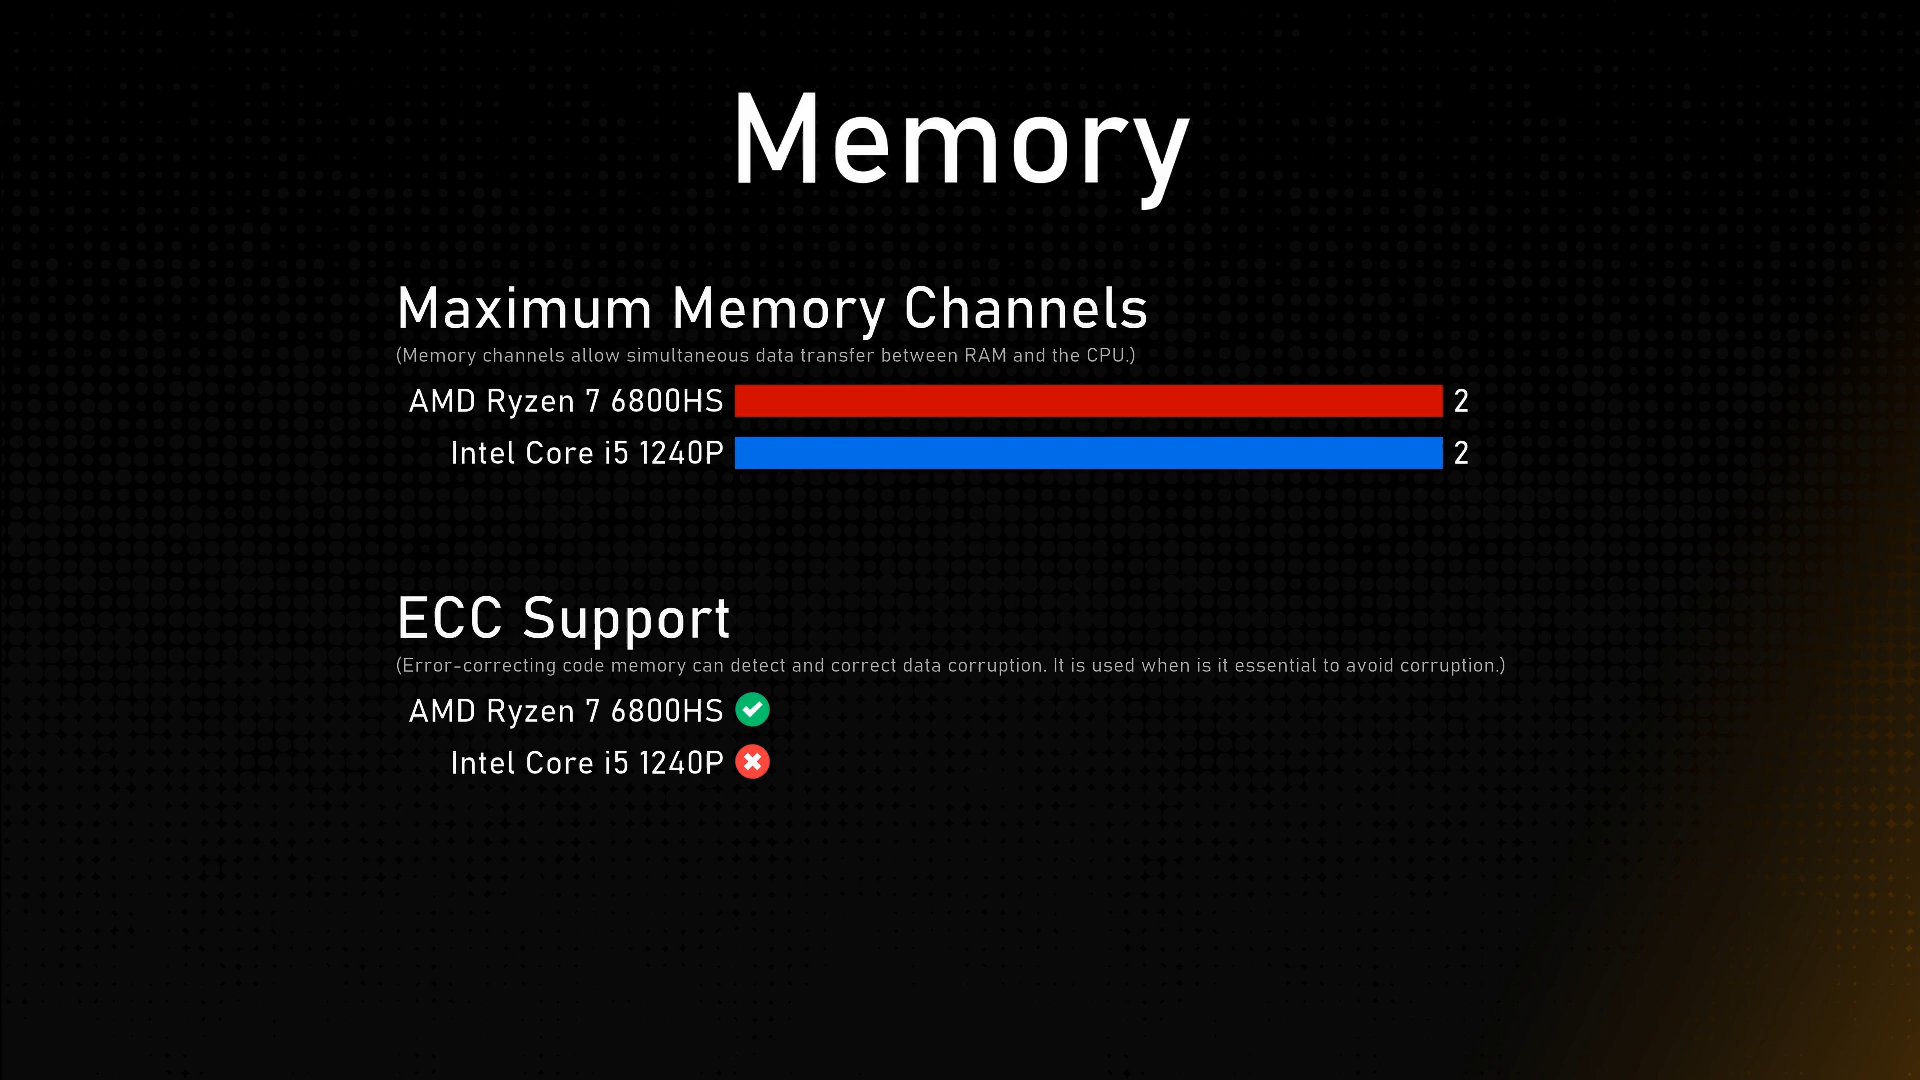 Memory
Maximum Memory Channels
(Memory channels allow simultaneous data transfer between RAM and the CPU.)
AMD Ryzen 7 6800HS 2
Intel Core i5 1240P 2
ECC Support
(Error-correcting code memory can detect and correct data corruption. It is used when is it essential to avoid corruption.)
AMD Ryzen 7 6800HS
Intel Core i5 1240P